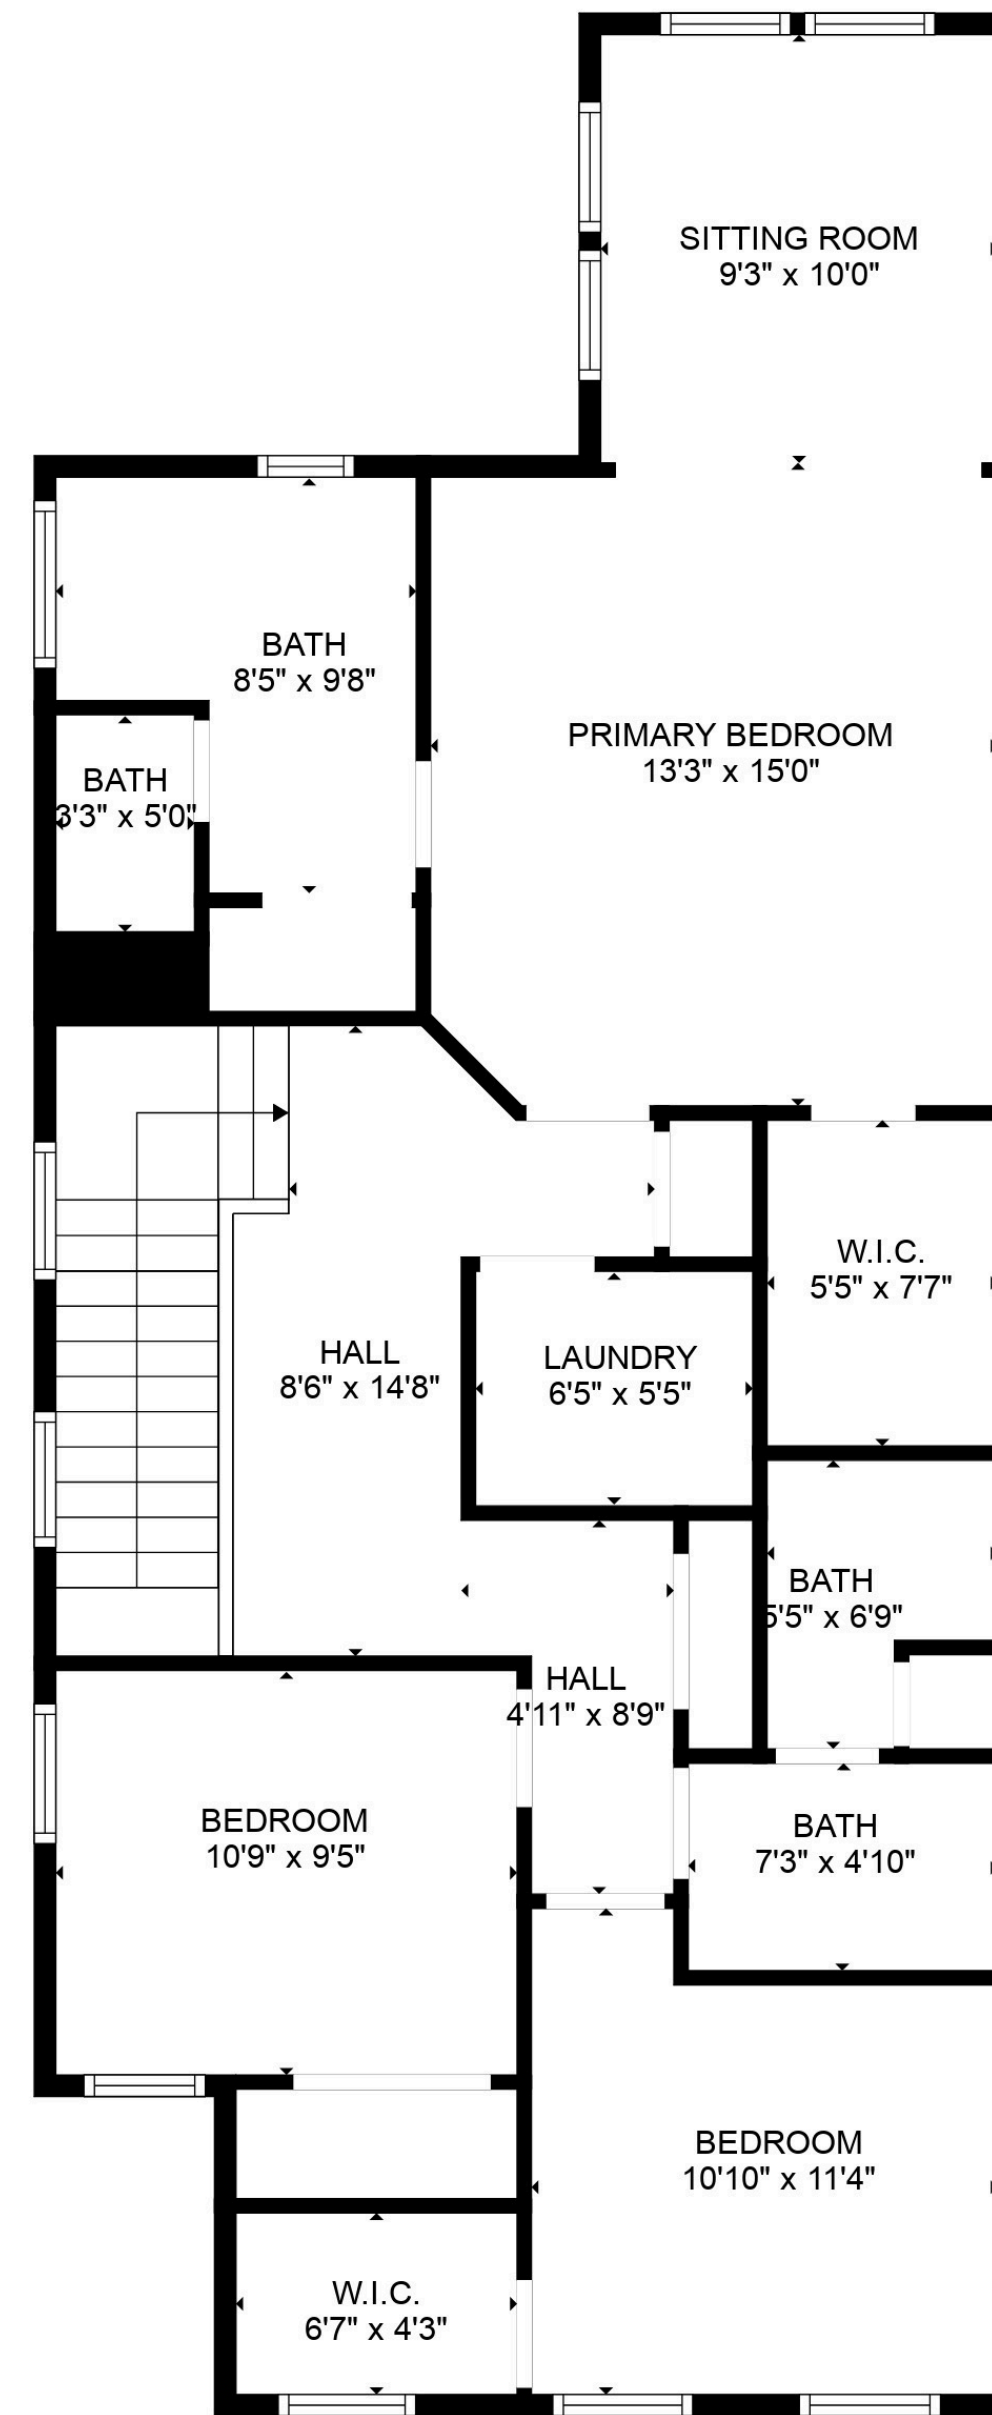 SITTING ROOM
9'3" x 10'0"
BATH
8'5" x 9'8"
PRIMARY BEDROOM
13'3" x 15'0"
BATH
3'3" x 5'0"
W.I.C.
5'5" x 7'7"
HALL
8'6" x 14'8"
LAUNDRY
6'5" x 5'5"
BATH
5'5" x 6'9"
HALL
4'11" x 8'9"
BEDROOM
10'9" x 9'5"
BATH
7'3" x 4'10"
BEDROOM
10'10" x 11'4"
W.I.C.
6'7" x 4'3"